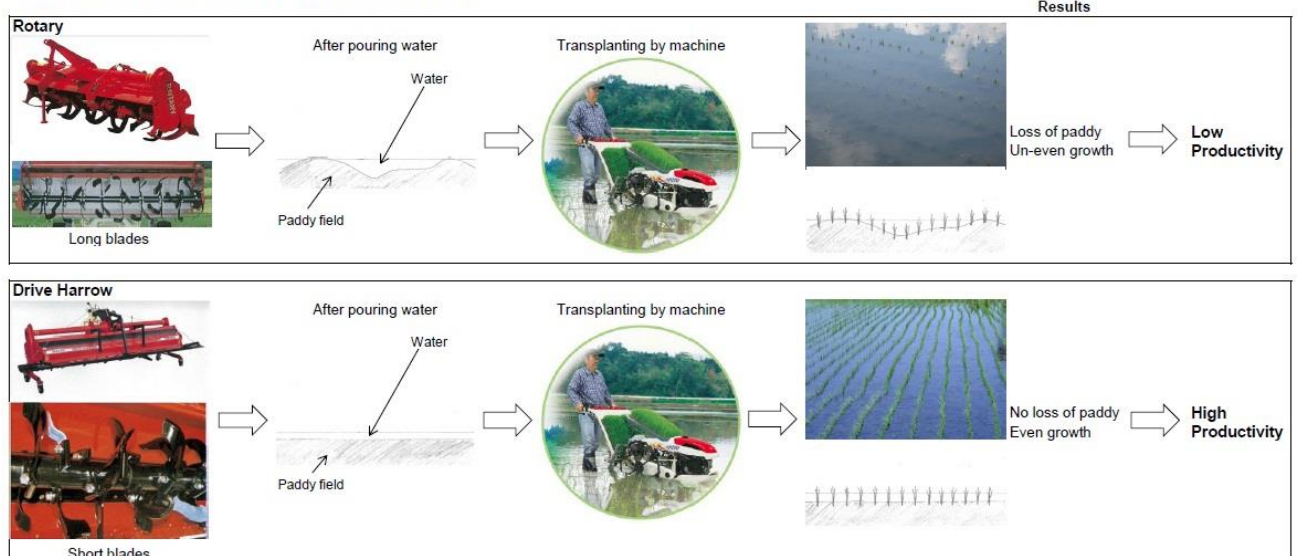 Results
Rotary
After pouring water
Transplanting by machine
Water
Paddy field
Long blades
Loss of paddy
Un-even growth
Low
Productivity
Drive Harrow
After pouring water
Transplanting by machine
Water
Paddy field
Short blades
No loss of paddy
Even growth
High
Productivity